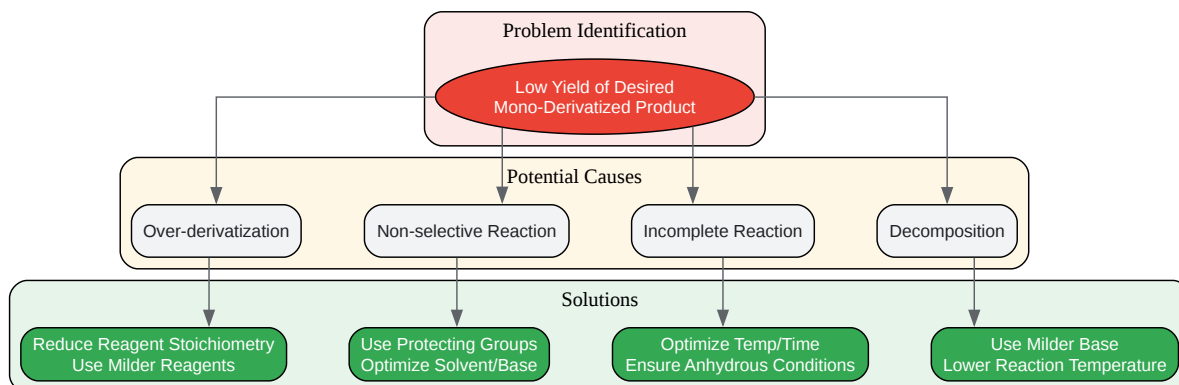 Problem Identification
Low Yield of Desired
Mono-Derivatized Product
Potential Causes
Over-derivatization
Non-selective Reaction
Incomplete Reaction
Decomposition
Solutions
Reduce Reagent Stoichiometry
Use Milder Reagents
Use Protecting Groups
Optimize Solvent/Base
Optimize Temp/Time
Ensure Anhydrous Conditions
Use Milder Base
Lower Reaction Temperature